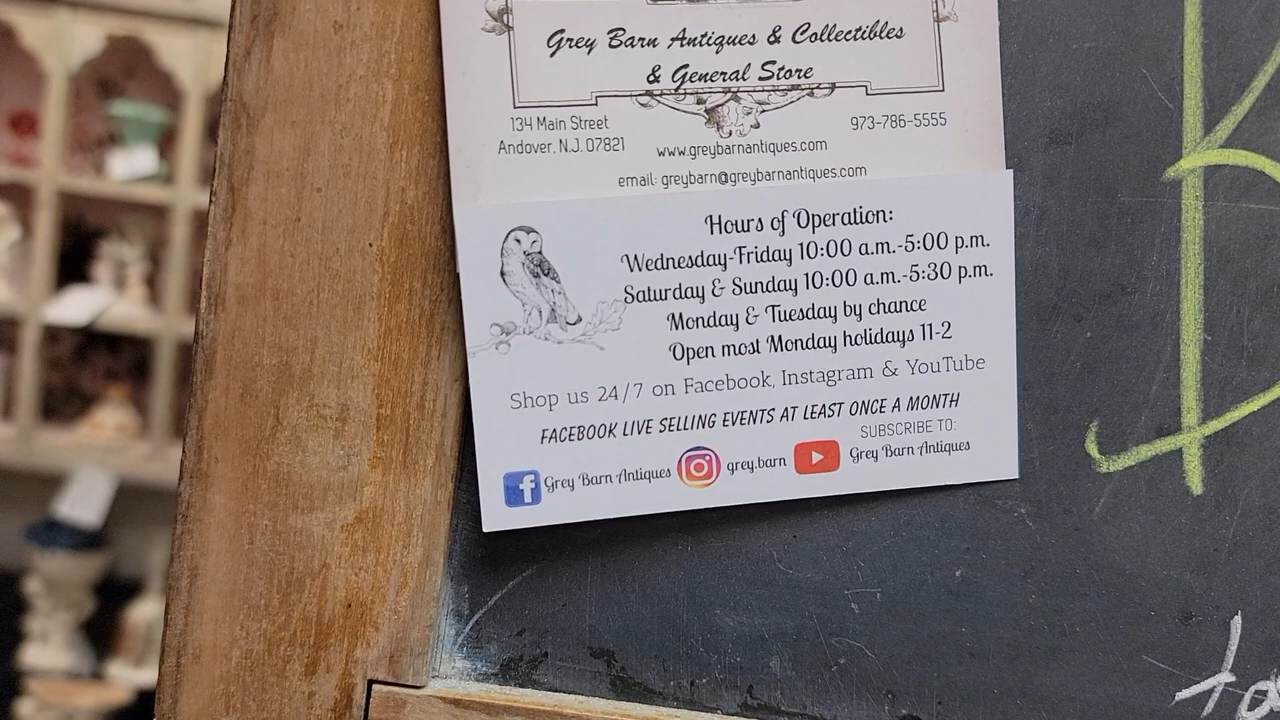 Grey Barn Antiques & Collectibles
& General Store
134 Main Street
Andover, N.J. 07821
973-786-5555
www.greybarnantiques.com
email: greybarn@greybarnantiques.com
Hours of Operation:
Wednesday-Friday 10:00 a.m.-5:00 p.m.
Saturday & Sunday 10:00 a.m.-5:30 p.m.
Monday & Tuesday by chance
Open most Monday holidays 11-2
Shop us 24/7 on Facebook, Instagram & YouTube
FACEBOOK LIVE SELLING EVENTS AT LEAST ONCE A MONTH
f Grey Barn Antiques
grey.barn
SUBSCRIBE TO:
Grey Barn Antiques